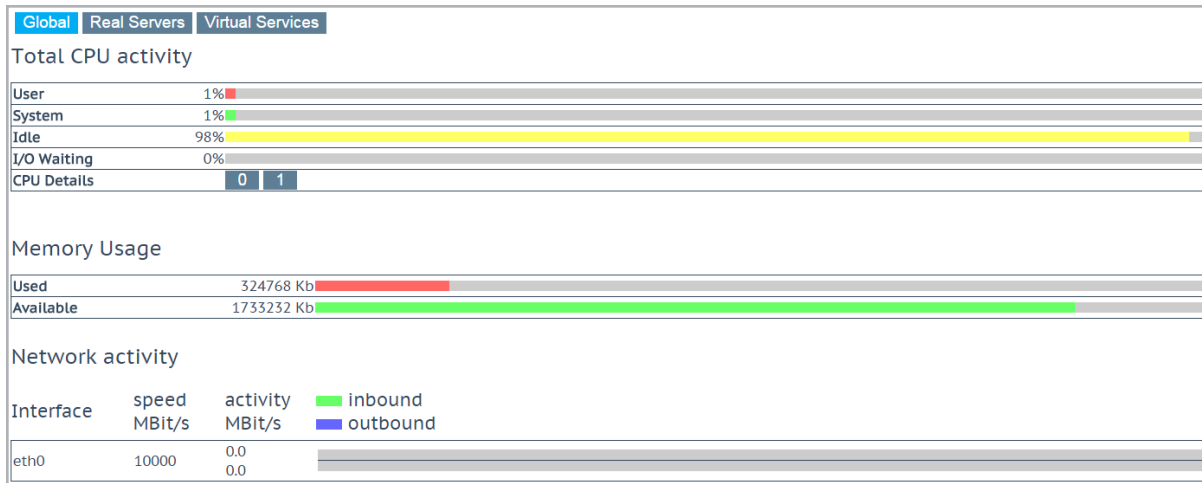 Global Real Servers Virtual Services
Total CPU activity
User 1%
System 1%
Idle 98%
I/O Waiting 0%
CPU Details 0 1
Memory Usage
Used 324768 Kb
Available 1733232 Kb
Network activity
Interface speed MBit/s activity MBit/s inbound outbound
eth0 10000 0.0
0.0